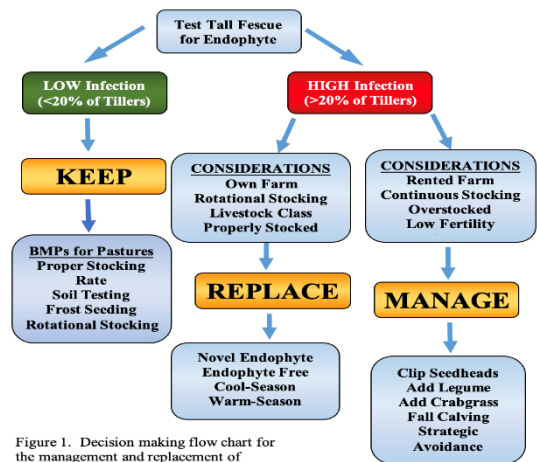 Test Tall Fescue
for Endophyte
LOW Infection
(<20% of Tillers)
HIGH Infection
(>20% of Tillers)
KEEP
CONSIDERATIONS
Own Farm
Rotational Stocking
Livestock Class
Properly Stocked
CONSIDERATIONS
Rented Farm
Continuous Stocking
Overstocked
Low Fertility
BMPs for Pastures
Proper Stocking
Rate
Soil Testing
Frost Seeding
Rotational Stocking
REPLACE
MANAGE
Novel Endophyte
Endophyte Free
Cool-Season
Warm-Season
Clip Seedheads
Add Legume
Add Crabgrass
Fall Calving
Strategic
Avoidance
Figure 1. Decision making flow chart for
the management and replacement of